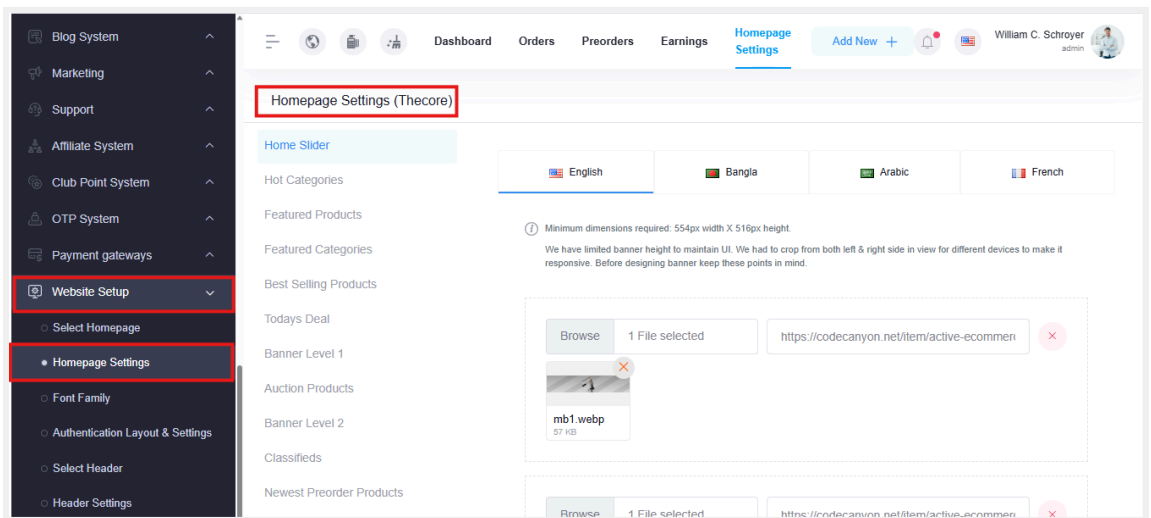 Blog System
Marketing
Support
Affiliate System
Club Point System
OTP System
Payment gateways
Website Setup
Select Homepage
Homepage Settings
Font Family
Authentication Layout & Settings
Select Header
Header Settings
Dashboard
Orders
Preorders
Earnings
Homepage
Settings
Add New +
William C. Schroyer
admin
Homepage Settings (Thecore)
Home Slider
Hot Categories
Featured Products
Featured Categories
Best Selling Products
Todays Deal
Banner Level 1
Auction Products
Banner Level 2
Classifieds
Newest Preorder Products
English
Bangla
Arabic
French
Minimum dimensions required: 554px width X 516px height.
We have limited banner height to maintain UI. We had to crop from both left & right side in view for different devices to make it
responsive. Before designing banner keep these points in mind.
Browse
1 File selected
https://codecanyon.net/item/active-ecommerc
mb1.webp
57 KB
Browse
1 File selected
https://codecanyon.net/item/active-ecommerc